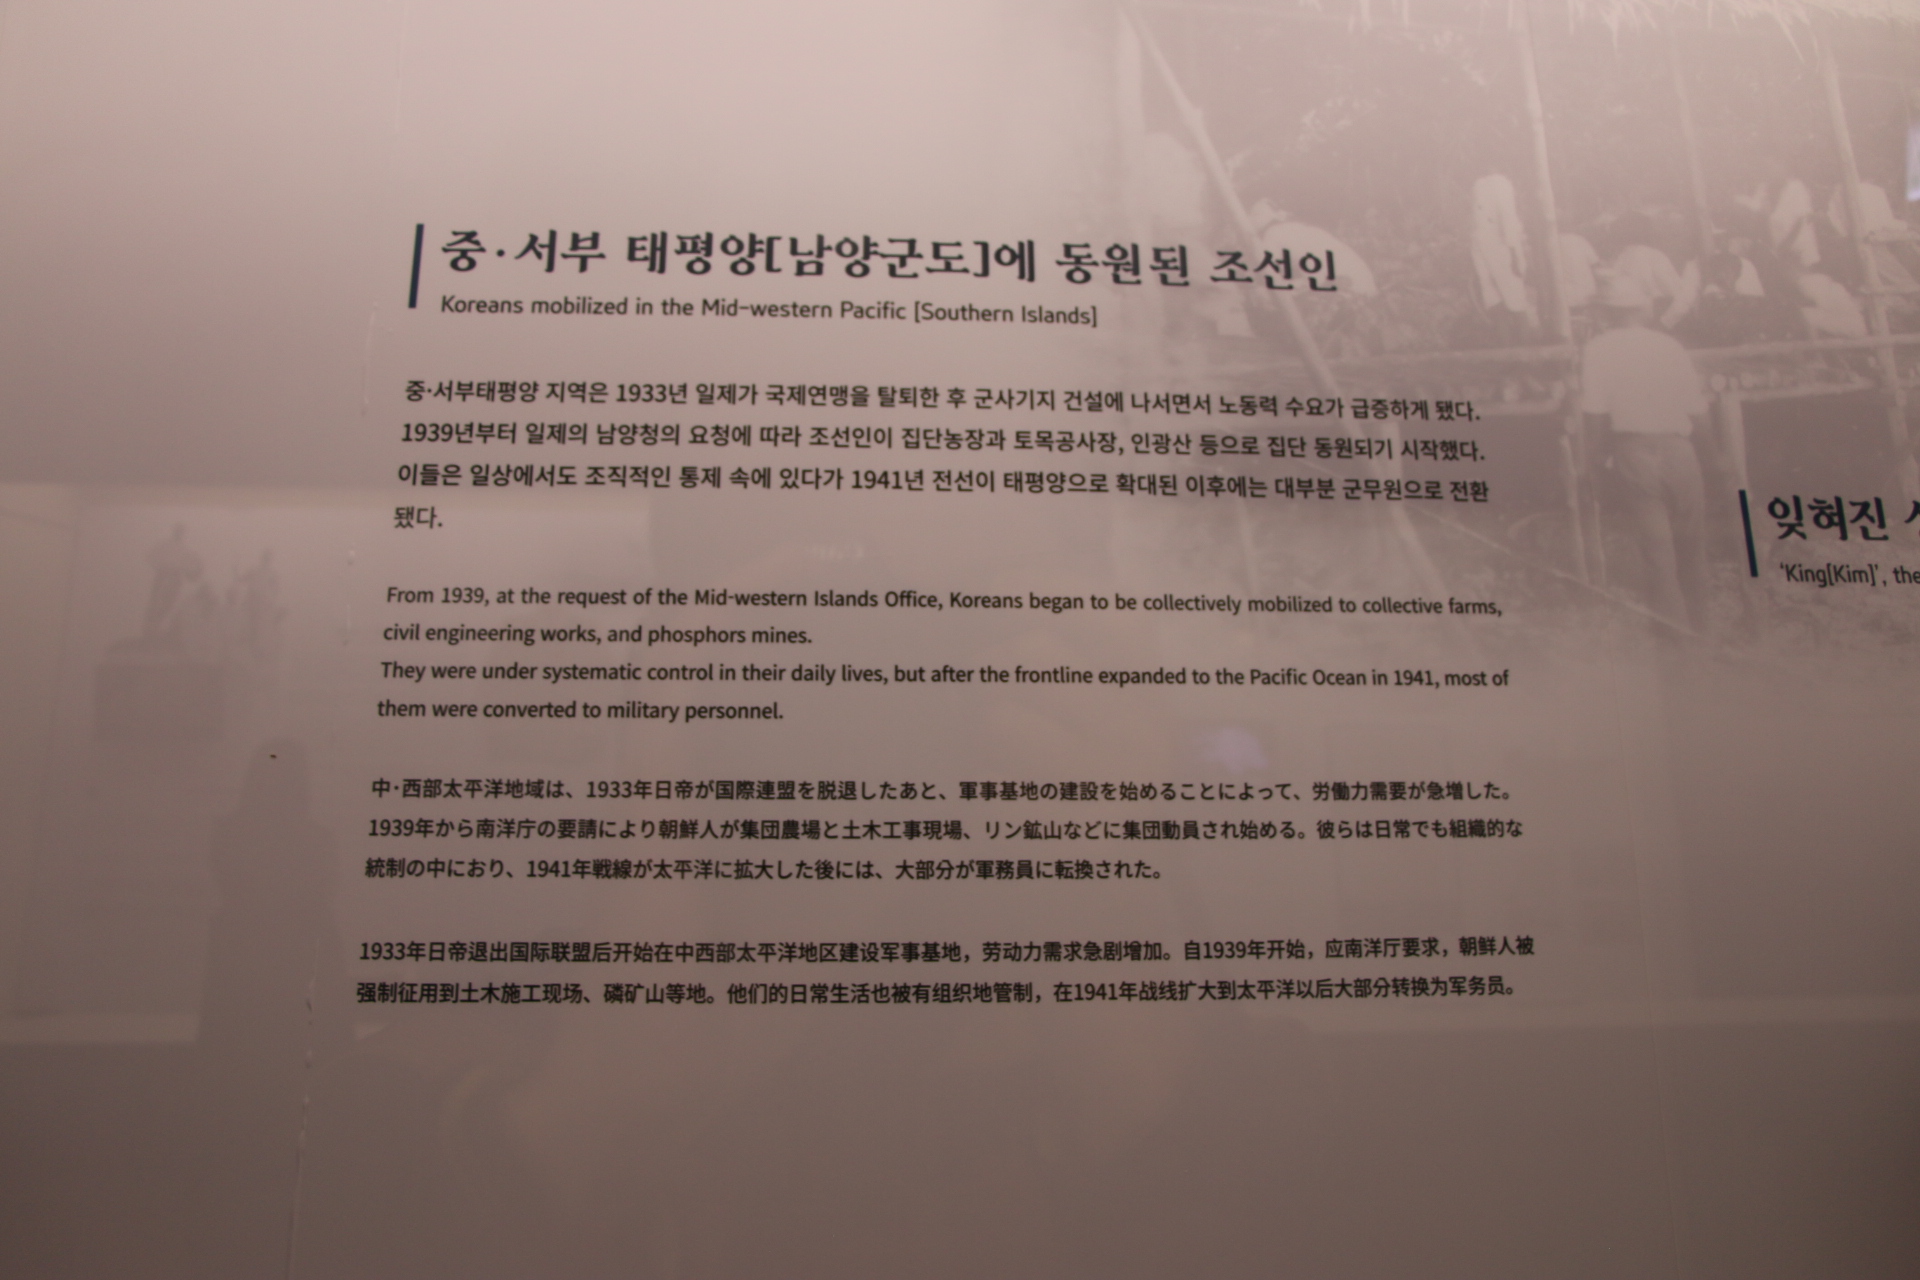 중·서부 태평양[남양군도]에 동원된 조선인
Koreans mobilized in the Mid-western Pacific [Southern Islands]
중·서부태평양 지역은 1933년 일제가 국제연맹을 탈퇴한 후 군사기지 건설에 나서면서 노동력 수요가 급증하게 됐다.
1939년부터 일제의 남양청의 요청에 따라 조선인이 집단농장과 토목공사장, 인광산 등으로 집단 동원되기 시작했다.
이들은 일상에서도 조직적인 통제 속에 있다가 1941년 전선이 태평양으로 확대된 이후에는 대부분 군무원으로 전환
됐다.
From 1939, at the request of the Mid-western Islands Office, Koreans began to be collectively mobilized to collective farms,
civil engineering works, and phosphors mines.
They were under systematic control in their daily lives, but after the frontline expanded to the Pacific Ocean in 1941, most of
them were converted to military personnel.
中·西部太平洋地域は、1933年日帝が国際連盟を脱退したあと、軍事基地の建設を始めることによって、労働力需要が急増した。
1939年から南洋庁の要請により朝鮮人が集団農場と土木工事現場、リン鉱山などに集団動員され始める。彼らは日常でも組織的な
統制の中におり、1941年戦線が太平洋に拡大した後には、大部分が軍務員に転換された。
1933年日帝退出国际联盟后开始在中西部太平洋地区建设军事基地，劳动力需求急剧增加。自1939年开始，应南洋厅要求，朝鲜人被
强制征用到土木施工现场、磷矿山等地。他们的日常生活也被有组织地管制，在1941年战线扩大到太平洋以后大部分转换为军务员。
잊혀진
'King[Kim]', the